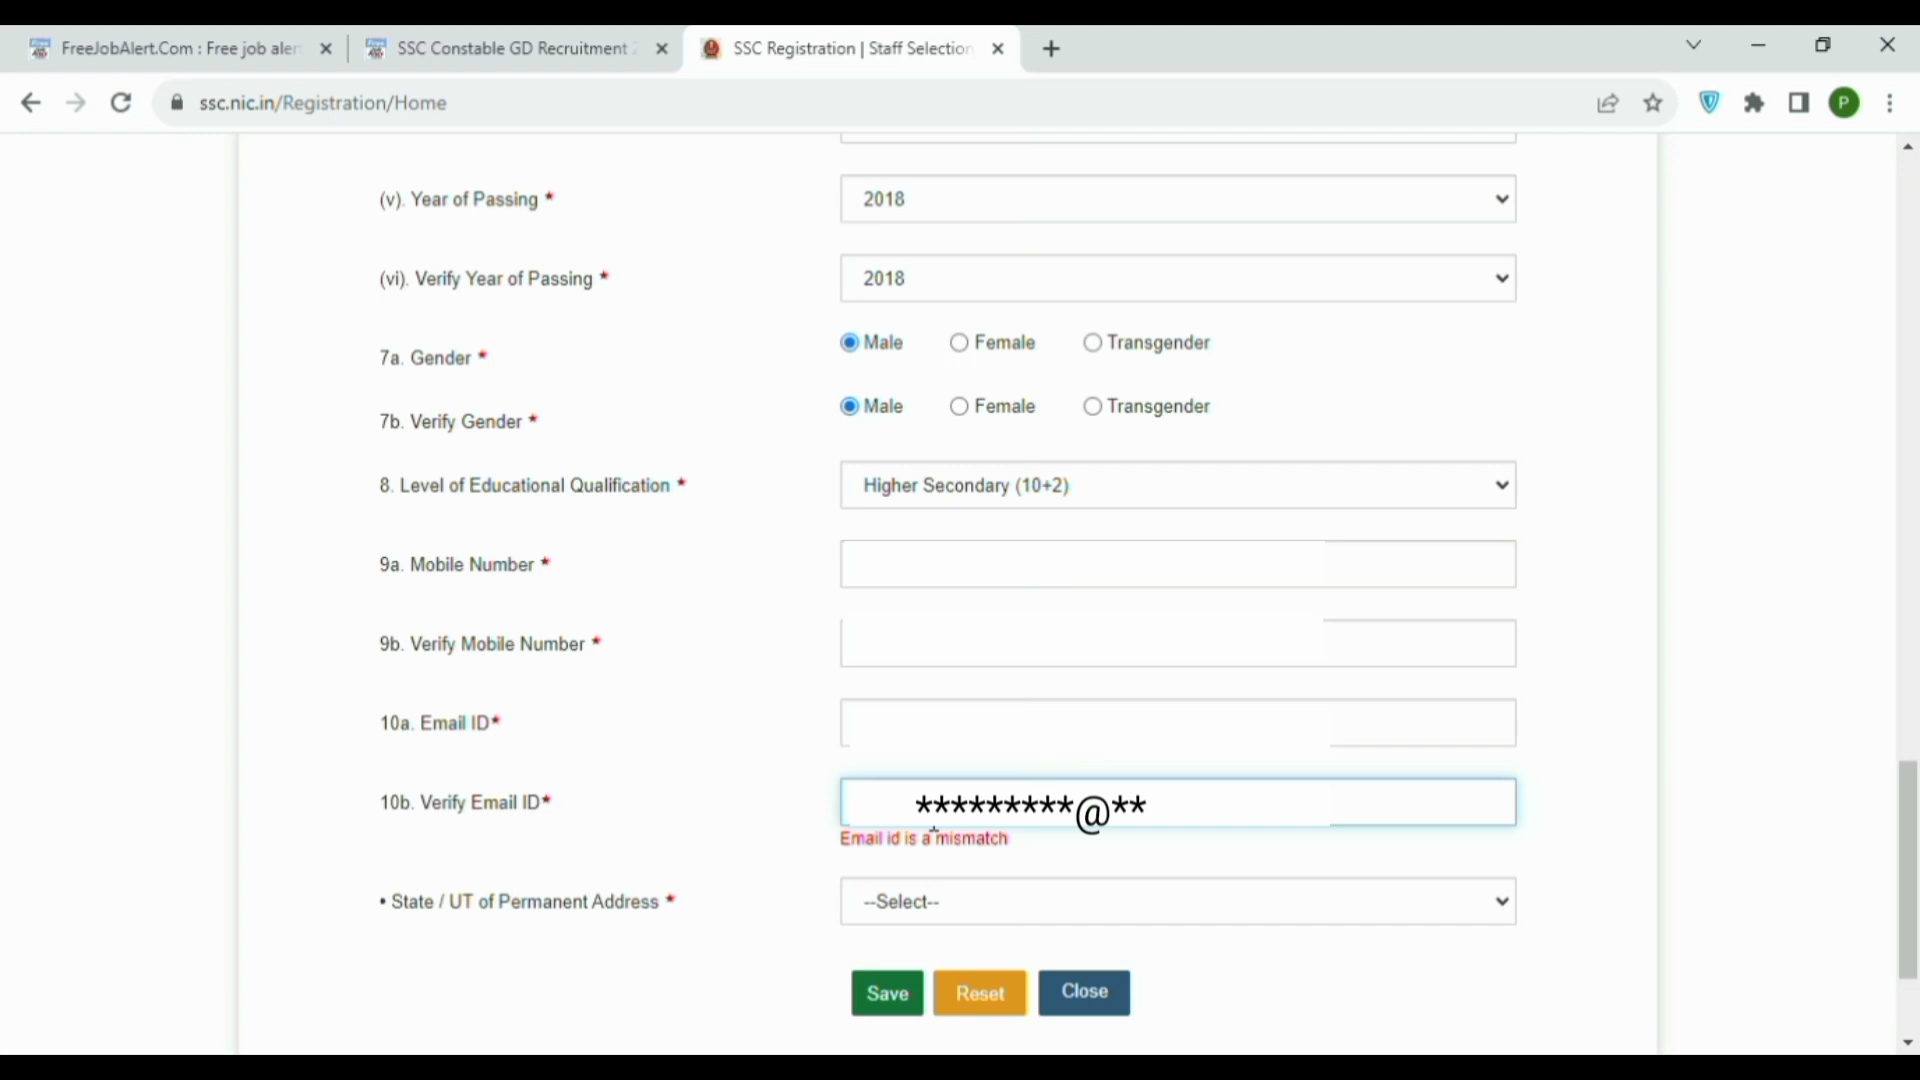 FreeJobAlert.Com : Free job aler
SSC Constable GD Recruitment 2
SSC Registration | Staff Selection
ssc.nic.in/Registration/Home
P
(v). Year of Passing *
2018
(vi). Verify Year of Passing *
2018
7a. Gender *
Male Female Transgender
7b. Verify Gender *
Male Female Transgender
8. Level of Educational Qualification *
Higher Secondary (10+2)
9a. Mobile Number *
9b. Verify Mobile Number *
10a. Email ID*
10b. Verify Email ID*
*********@**
Email id is a mismatch
• State / UT of Permanent Address *
--Select--
Save Reset Close